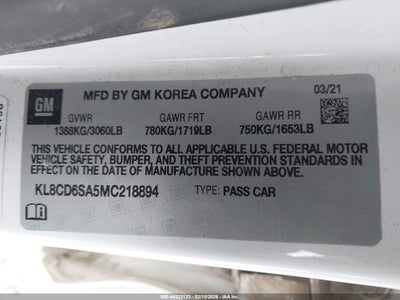 MFD BY GM KOREA COMPANY 03/21
GM
GVWR GAWR FRT GAWR RR
1388KG/3060LB 780KG/1719LB 750KG/1653LB
THIS VEHICLE CONFORMS TO ALL APPLICABLE U.S. FEDERAL MOTOR
VEHICLE SAFETY, BUMPER, AND THEFT PREVENTION STANDARDS IN
EFFECT ON THE DATE OF MANUFACTURE SHOWN ABOVE.
KL8CD6SA5MC218894 TYPE: PASS CAR